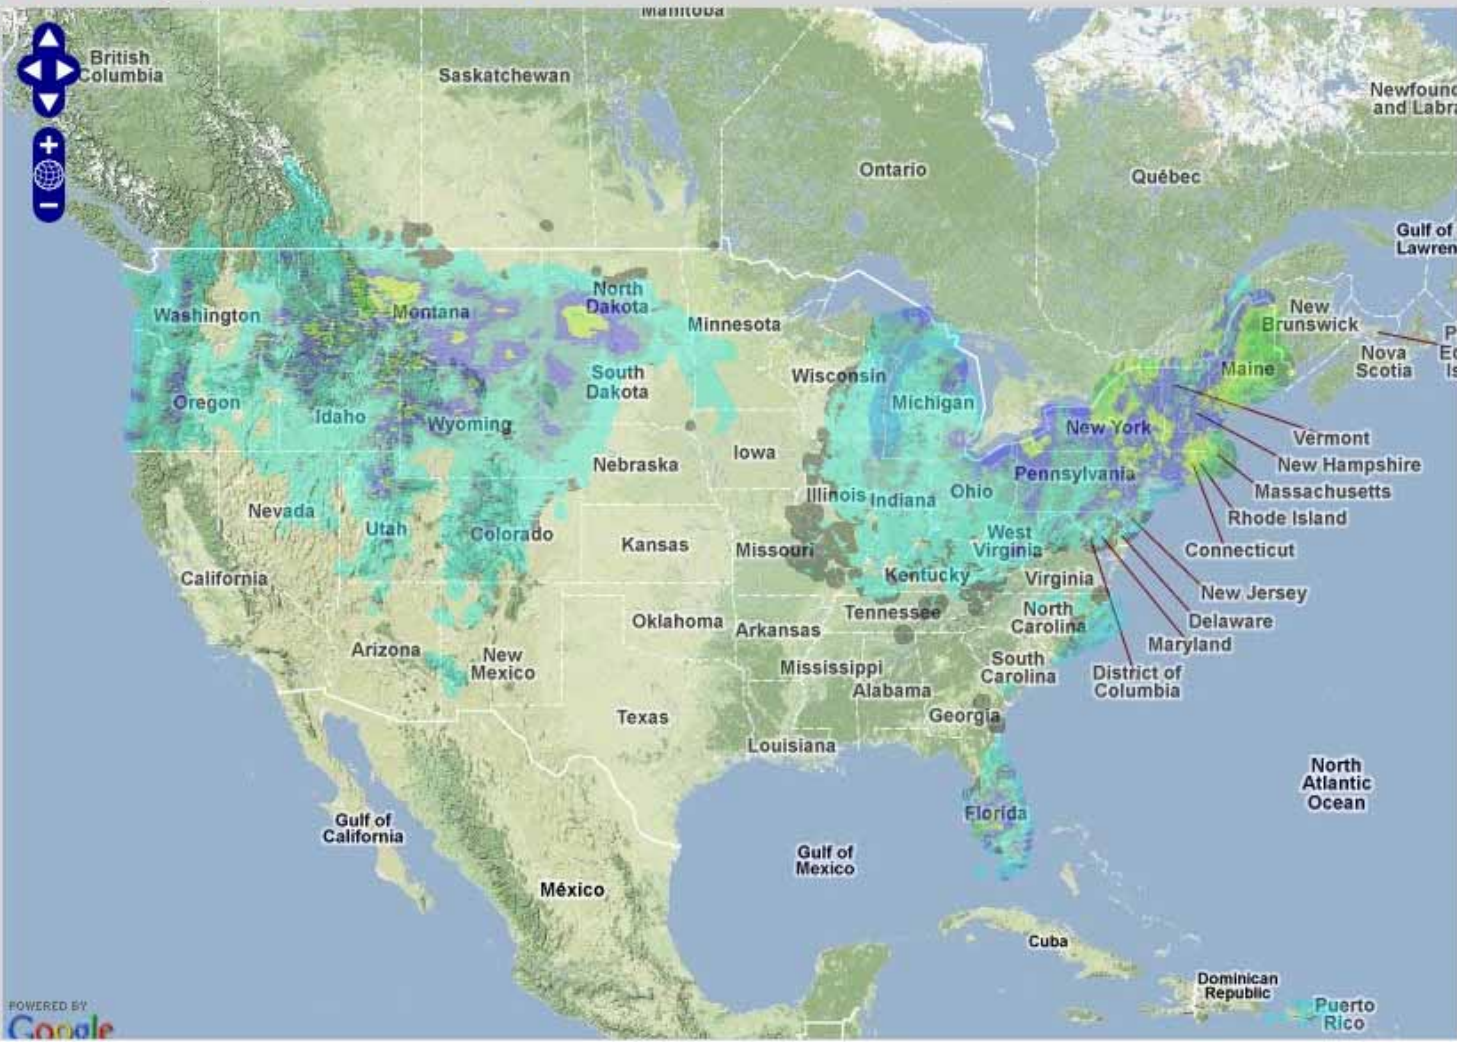 Manitoba
British
Columbia
Saskatchewan
Newfound
and Labra
Ontario
Québec
Gulf of
Lawren
Washington
Montana
North
Dakota
Minnesota
New
Brunswick
Nova
Scotia
P
Ed
Is
South
Dakota
Wisconsin
Michigan
Maine
Oregon
Idaho
Wyoming
New York
Vermont
Iowa
Nebraska
Pennsylvania
New Hampshire
Illinois
Indiana
Ohio
Massachusetts
Nevada
Utah
Colorado
Rhode Island
Kansas
Missouri
West
Virginia
Connecticut
California
Kentucky
Virginia
New Jersey
Oklahoma
Arkansas
Tennessee
North
Carolina
Delaware
Maryland
Arizona
New
Mexico
Mississippi
Alabama
South
Carolina
District of
Columbia
Texas
Georgia
Louisiana
North
Atlantic
Ocean
Gulf of
California
Florida
Gulf of
Mexico
México
Cuba
Dominican
Republic
Puerto
Rico
POWERED BY
Google